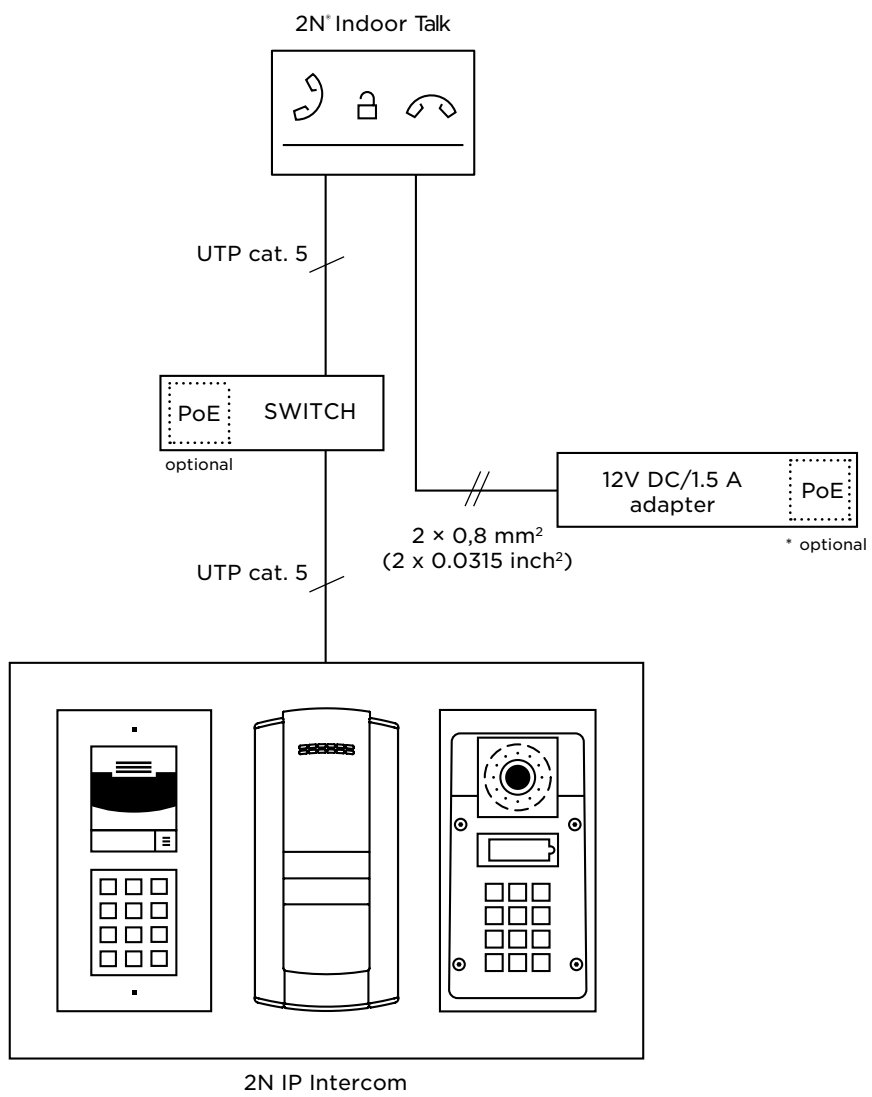 2N® Indoor Talk
UTP cat. 5
PoE SWITCH
optional
12V DC/1.5 A
adapter
PoE
* optional
2 × 0,8 mm²
(2 x 0.0315 inch²)
UTP cat. 5
2N IP Intercom